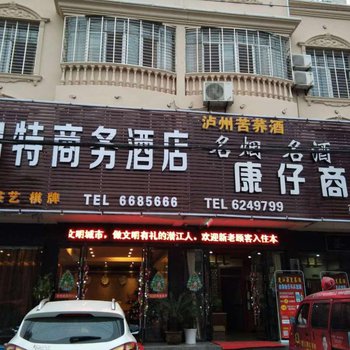 特商务酒店
茶艺 棋牌
TEL 6685666
泸州苦荞酒
名烟 名酒
康仔商
TEL 6249799
文明城市，做文明有礼的潜江人，欢迎新老顾客入住本